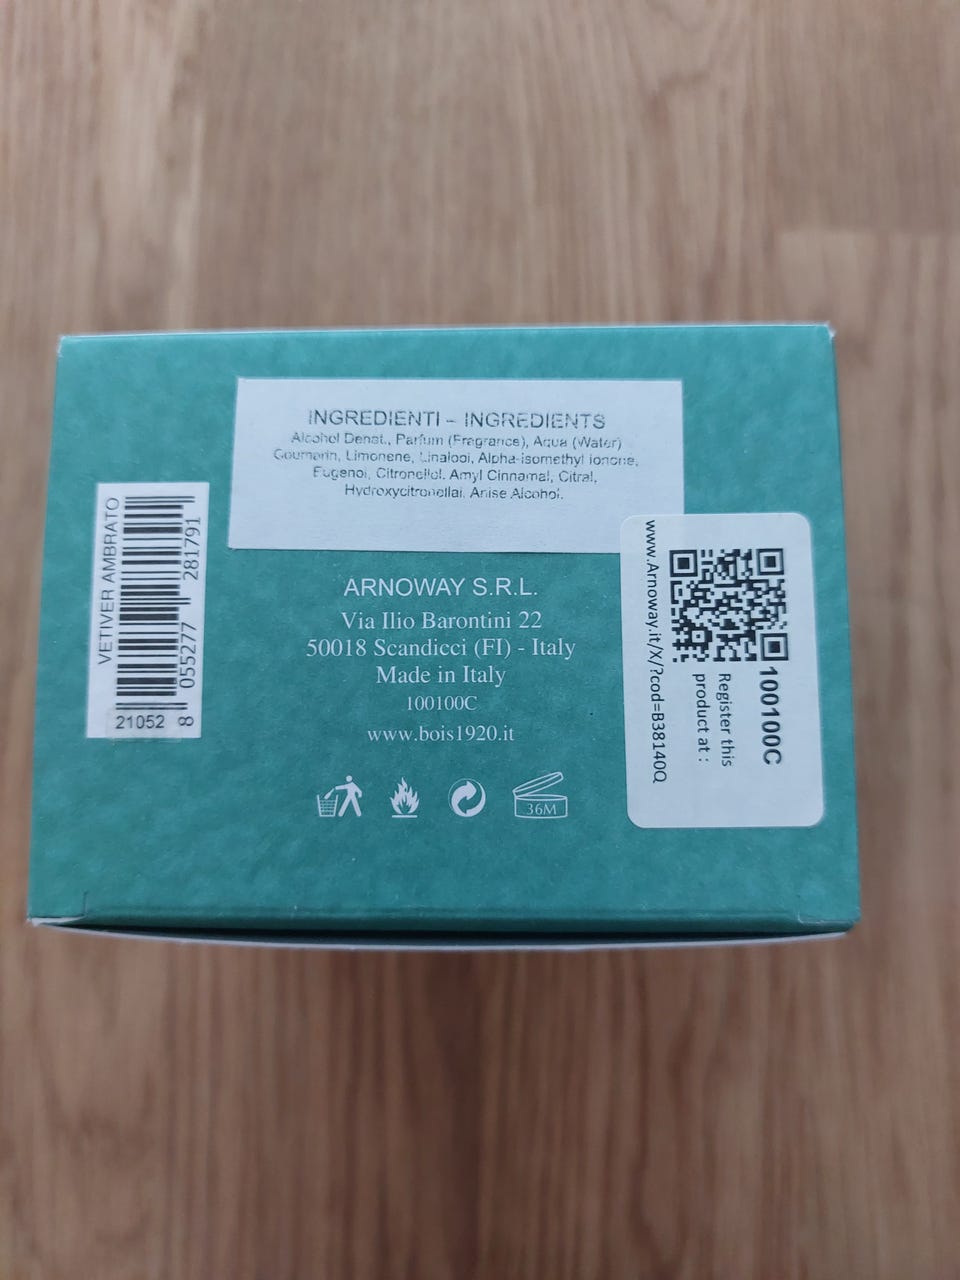 INGREDIENTI - INGREDIENTS
Alcohol Denat., Parfum (Fragrance), Aqua (Water)
Coumarin, Limonene, Linalool, Alpha-isomethyl ionone,
Eugenol, Citronellol. Amyl Cinnamal, Citral,
Hydroxycitronellal, Anise Alcohol.
VETIVER AMBRATO
8 055277 281791
21052
ARNOWAY S.R.L.
Via Ilio Barontini 22
50018 Scandicci (FI) - Italy
Made in Italy
100100C
www.bois1920.it
36M
100100C
Register this
product at :
www.Arnoway.it/X/?cod=B38140Q